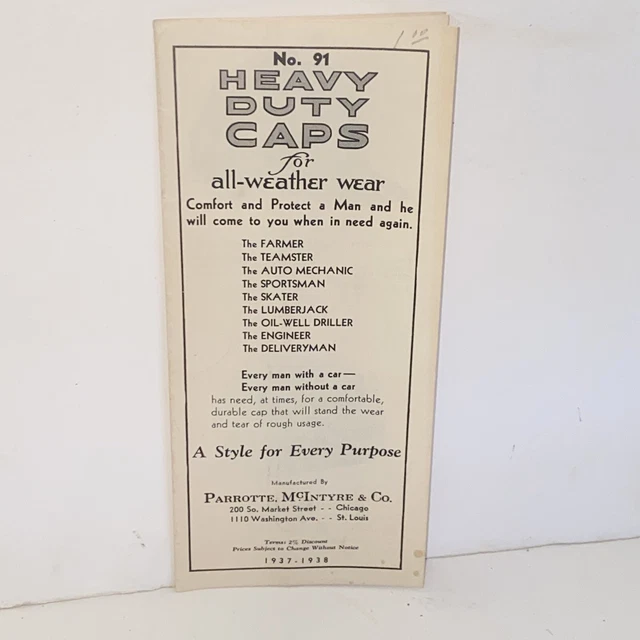 1 00
No. 91
HEAVY
DUTY
CAPS
for
all-weather wear
Comfort and Protect a Man and he
will come to you when in need again.
The FARMER
The TEAMSTER
The AUTO MECHANIC
The SPORTSMAN
The SKATER
The LUMBERJACK
The OIL-WELL DRILLER
The ENGINEER
The DELIVERYMAN
Every man with a car—
Every man without a car
has need, at times, for a comfortable,
durable cap that will stand the wear
and tear of rough usage.
A Style for Every Purpose
Manufactured By
PARROTTE, McINTYRE & Co.
200 So. Market Street - - Chicago
1110 Washington Ave. - - St. Louis
Terms: 2% Discount
Prices Subject to Change Without Notice
1937-1938